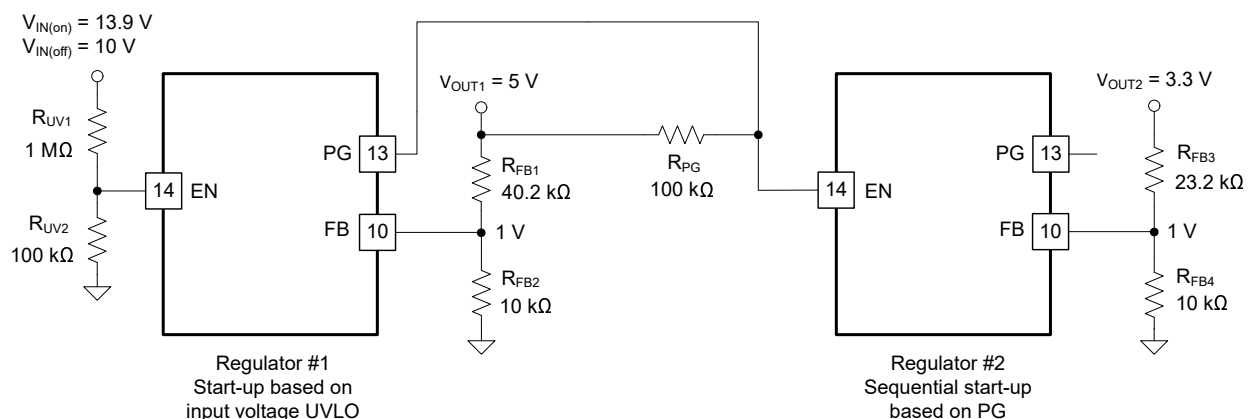 VIN(on) = 13.9 V
VIN(off) = 10 V
RUV1
1 MΩ
RUV2
100 kΩ
14
EN
PG
13
FB
10
VOUT1 = 5 V
RFB1
40.2 kΩ
1 V
RFB2
10 kΩ
RPG
100 kΩ
14
EN
PG
13
FB
10
VOUT2 = 3.3 V
RFB3
23.2 kΩ
1 V
RFB4
10 kΩ
Regulator #1
Start-up based on
input voltage UVLO
Regulator #2
Sequential start-up
based on PG